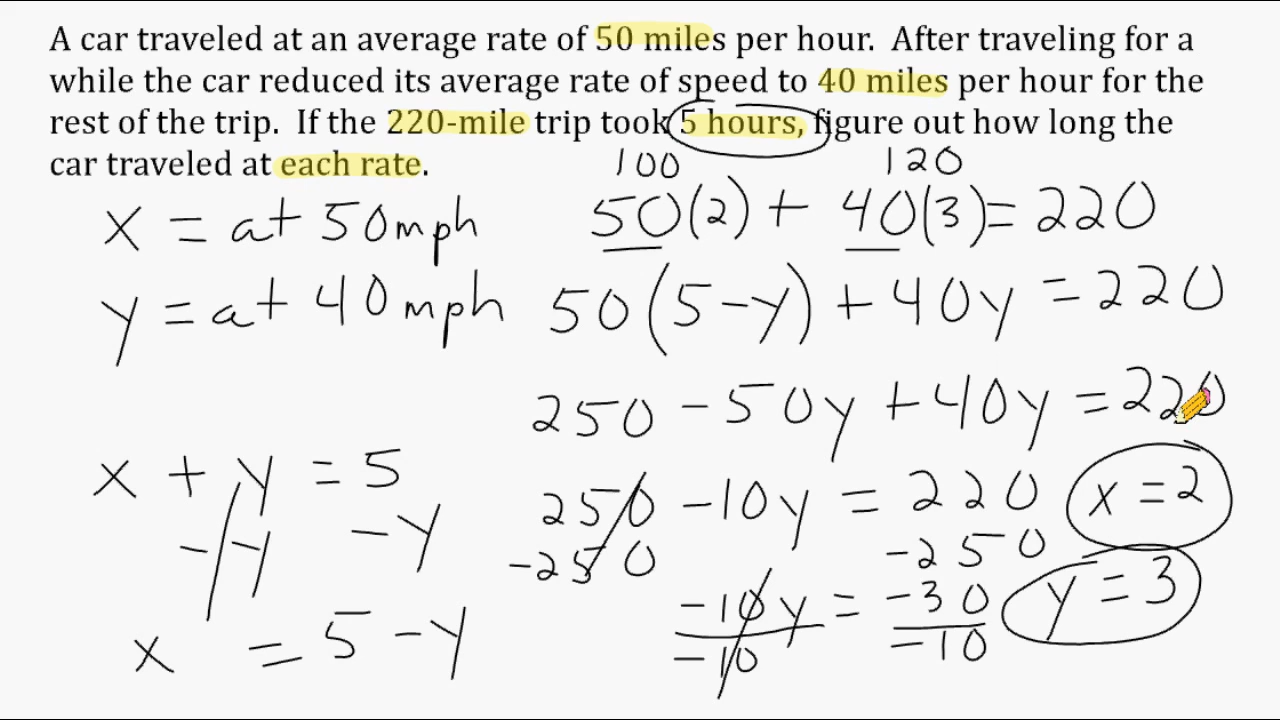 A car traveled at an average rate of 50 miles per hour. After traveling for a
while the car reduced its average rate of speed to 40 miles per hour for the
rest of the trip. If the 220-mile trip took 5 hours, figure out how long the
car traveled at each rate.
100 120
x = at 50mph
50(2) + 40(3) = 220
y = at 40 mph
50(5-y) + 40y = 220
250 - 50y + 40y = 220
x + y = 5
-y -y
x = 5 - y
250 - 10y = 220
-250 -250
-10y = -30
-10 -10
x = 2
y = 3